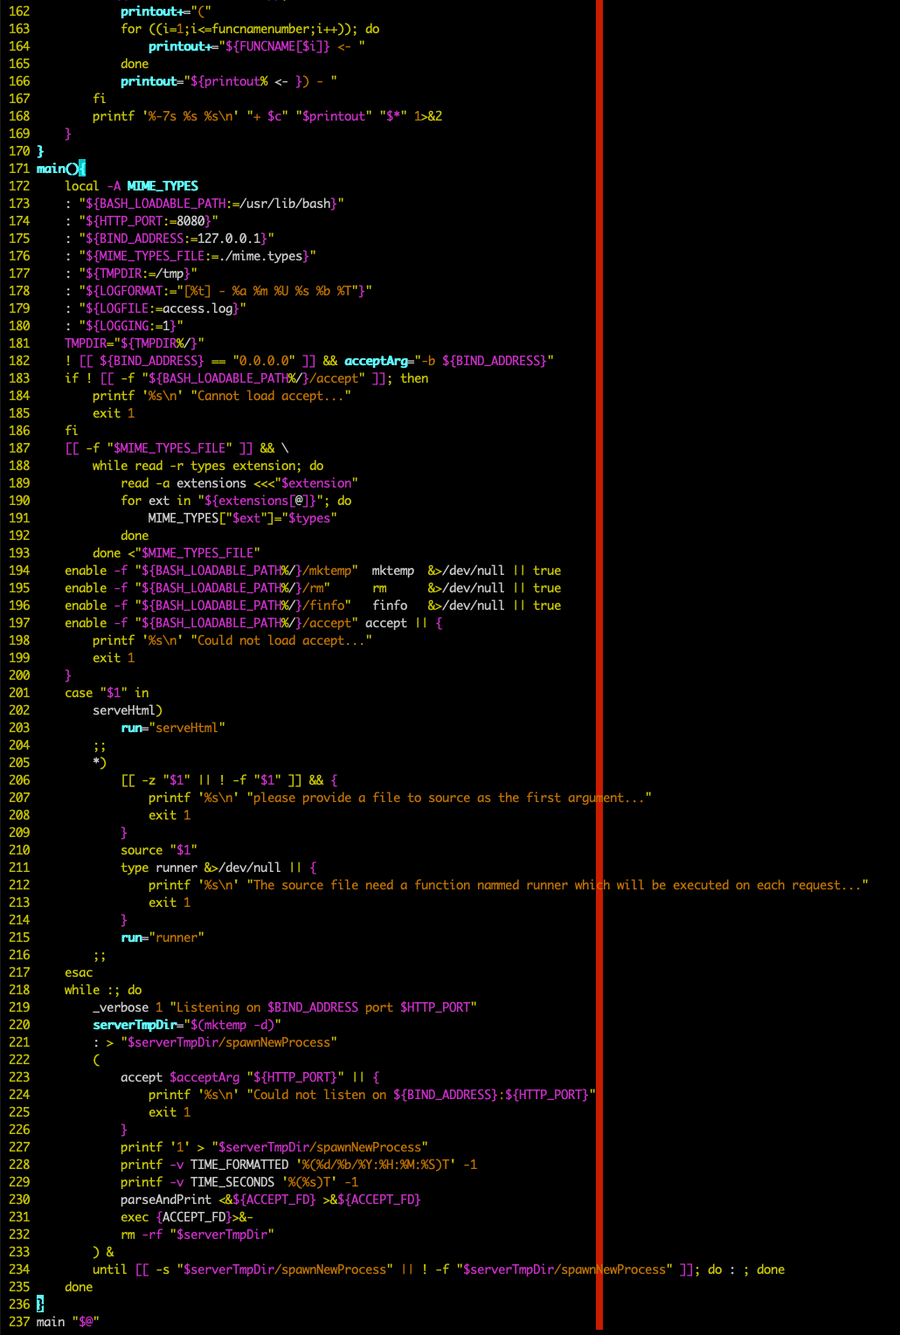 162             printout+="("
163             for ((i=1;i<=funcnamenumber;i++)); do
164                 printout+="${FUNCNAME[$i]} <- "
165             done
166             printout="${printout% <- }) - "
167         fi
168         printf '%-7s %s %s\n' "+ $c" "$printout" "$*" 1>&2
169     }
170 }
171 main(){
172     local -A MIME_TYPES
173     : "${BASH_LOADABLE_PATH:=/usr/lib/bash}"
174     : "${HTTP_PORT:=8080}"
175     : "${BIND_ADDRESS:=127.0.0.1}"
176     : "${MIME_TYPES_FILE:=./mime.types}"
177     : "${TMPDIR:=/tmp}"
178     : "${LOGFORMAT:="[%t] - %a %m %U %s %b %T"}"
179     : "${LOGFILE:=access.log}"
180     : "${LOGGING:=1}"
181     TMPDIR="${TMPDIR%/}"
182     ! [[ ${BIND_ADDRESS} == "0.0.0.0" ]] && acceptArg="-b ${BIND_ADDRESS}"
183     if ! [[ -f "${BASH_LOADABLE_PATH%/}/accept" ]]; then
184         printf '%s\n' "Cannot load accept..."
185         exit 1
186     fi
187     [[ -f "$MIME_TYPES_FILE" ]] && \
188         while read -r types extension; do
189             read -a extensions <<<"$extension"
190             for ext in "${extensions[@]}"; do
191                 MIME_TYPES["$ext"]="$types"
192             done
193         done <"$MIME_TYPES_FILE"
194     enable -f "${BASH_LOADABLE_PATH%/}/mktemp"  mktemp  &>/dev/null || true
195     enable -f "${BASH_LOADABLE_PATH%/}/rm"      rm      &>/dev/null || true
196     enable -f "${BASH_LOADABLE_PATH%/}/finfo"   finfo   &>/dev/null || true
197     enable -f "${BASH_LOADABLE_PATH%/}/accept" accept || {
198         printf '%s\n' "Could not load accept..."
199         exit 1
200     }
201     case "$1" in
202         serveHtml)
203             run="serveHtml"
204         ;;
205         *)
206             [[ -z "$1" || ! -f "$1" ]] && {
207                 printf '%s\n' "please provide a file to source as the first argument..."
208                 exit 1
209             }
210             source "$1"
211             type runner &>/dev/null || {
212                 printf '%s\n' "The source file need a function nammed runner which will be executed on each request..."
213                 exit 1
214             }
215             run="runner"
216         ;;
217     esac
218     while :; do
219         _verbose 1 "Listening on $BIND_ADDRESS port $HTTP_PORT"
220         serverTmpDir="$(mktemp -d)"
221         : > "$serverTmpDir/spawnNewProcess"
222         (
223             accept $acceptArg "${HTTP_PORT}" || {
224                 printf '%s\n' "Could not listen on ${BIND_ADDRESS}:${HTTP_PORT}"
225                 exit 1
226             }
227             printf '1' > "$serverTmpDir/spawnNewProcess"
228             printf -v TIME_FORMATTED '%(%d/%b/%Y:%H:%M:%S)T' -1
229             printf -v TIME_SECONDS '%(%s)T' -1
230             parseAndPrint <&${ACCEPT_FD} >&${ACCEPT_FD}
231             exec {ACCEPT_FD}>&-
232             rm -rf "$serverTmpDir"
233         ) &
234         until [[ -s "$serverTmpDir/spawnNewProcess" || ! -f "$serverTmpDir/spawnNewProcess" ]]; do : ; done
235     done
236 }
237 main "$@"